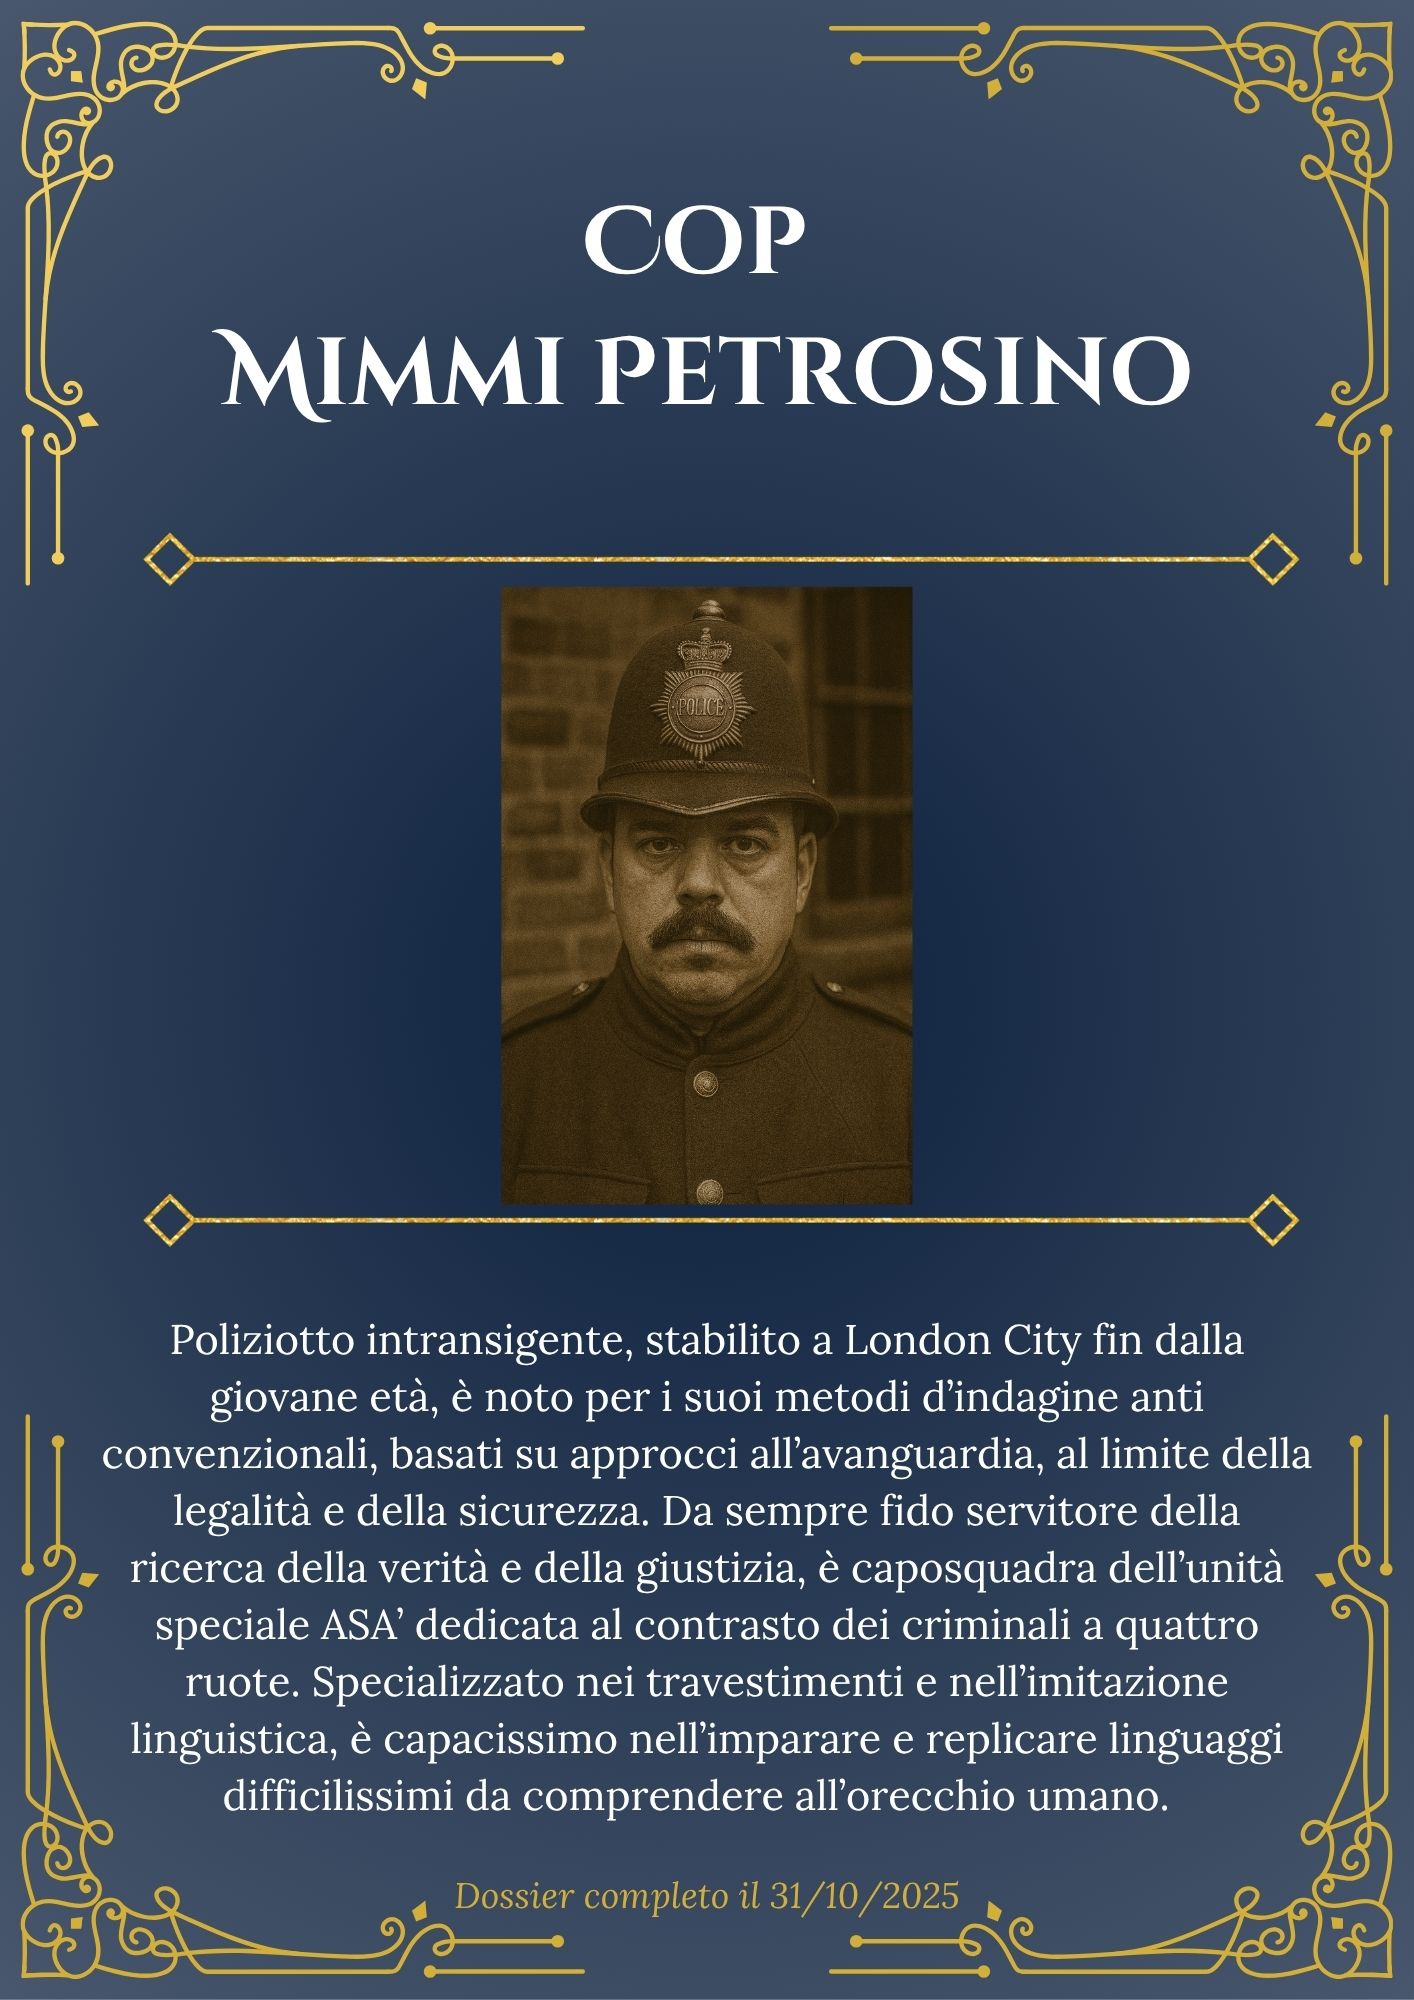 COP
MIMMI PETROSINO
POLICE
Poliziotto intransigente, stabilito a London City fin dalla
giovane età, è noto per i suoi metodi d’indagine anti
convenzionali, basati su approcci all’avanguardia, al limite della
legalità e della sicurezza. Da sempre fido servitore della
ricerca della verità e della giustizia, è caposquadra dell’unità
speciale ASA’ dedicata al contrasto dei criminali a quattro
ruote. Specializzato nei travestimenti e nell’imitazione
linguistica, è capacissimo nell’imparare e replicare linguaggi
difficilissimi da comprendere all’orecchio umano.
Dossier completo il 31/10/2025